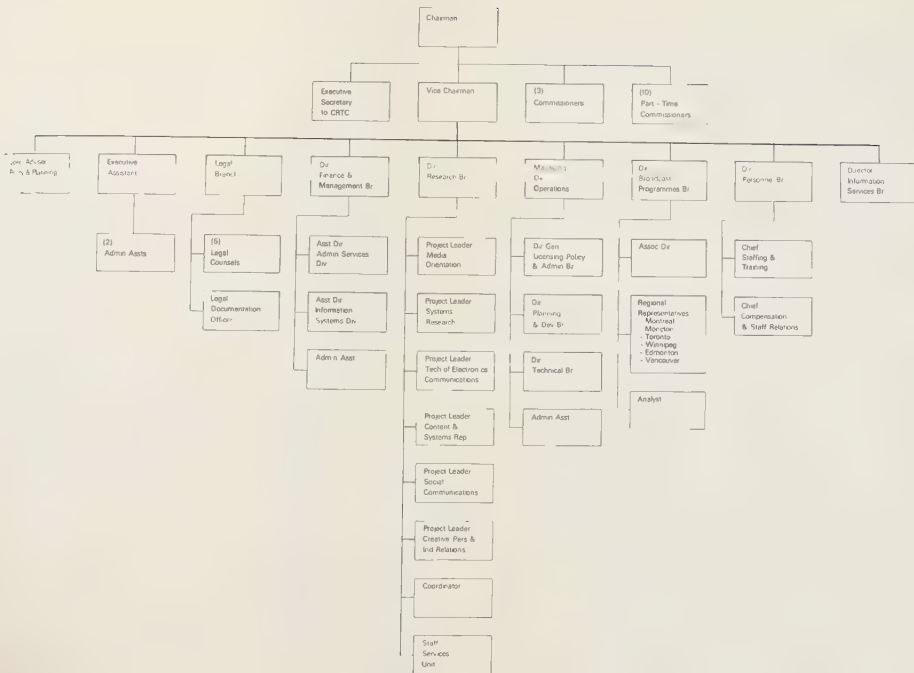 Chairman
Executive
Secretary
to CRTC
Vice Chairman
(3)
Commissioners
(10)
Part - Time
Commissioners
& Planning
Executive
Assistant
Legal
Branch
Dir
Finance &
Management Br
Dir
Research Br
Operations
Dir
Broadcast
Programmes Br
Dir
Personnel Br
Director
Information
Services Br
(2)
Admin Assts
(5)
Legal
Counsels
Legal
Documentation
Officer
Asst Dir
Admin Services
Div
Asst Dir
Information
Systems Div
Admin Asst
Project Leader
Media
Orientation
Project Leader
Systems
Research
Project Leader
Tech of Electronics
Communications
Project Leader
Content &
Systems Rep
Project Leader
Social
Communications
Project Leader
Creative Pers &
Ind Relations
Coordinator
Staff
Services
Unit
Dir Gen
Licensing Policy
& Admin Br
Dir
Planning
& Dev Br
Dir
Technical Br
Admin Asst
Assoc Dir
Regional
Representatives
Montreal
Moncton
- Toronto
- Winnipeg
- Edmonton
- Vancouver
Analyst
Chief
Staffing &
Training
Chief
Compensation
& Staff Relations